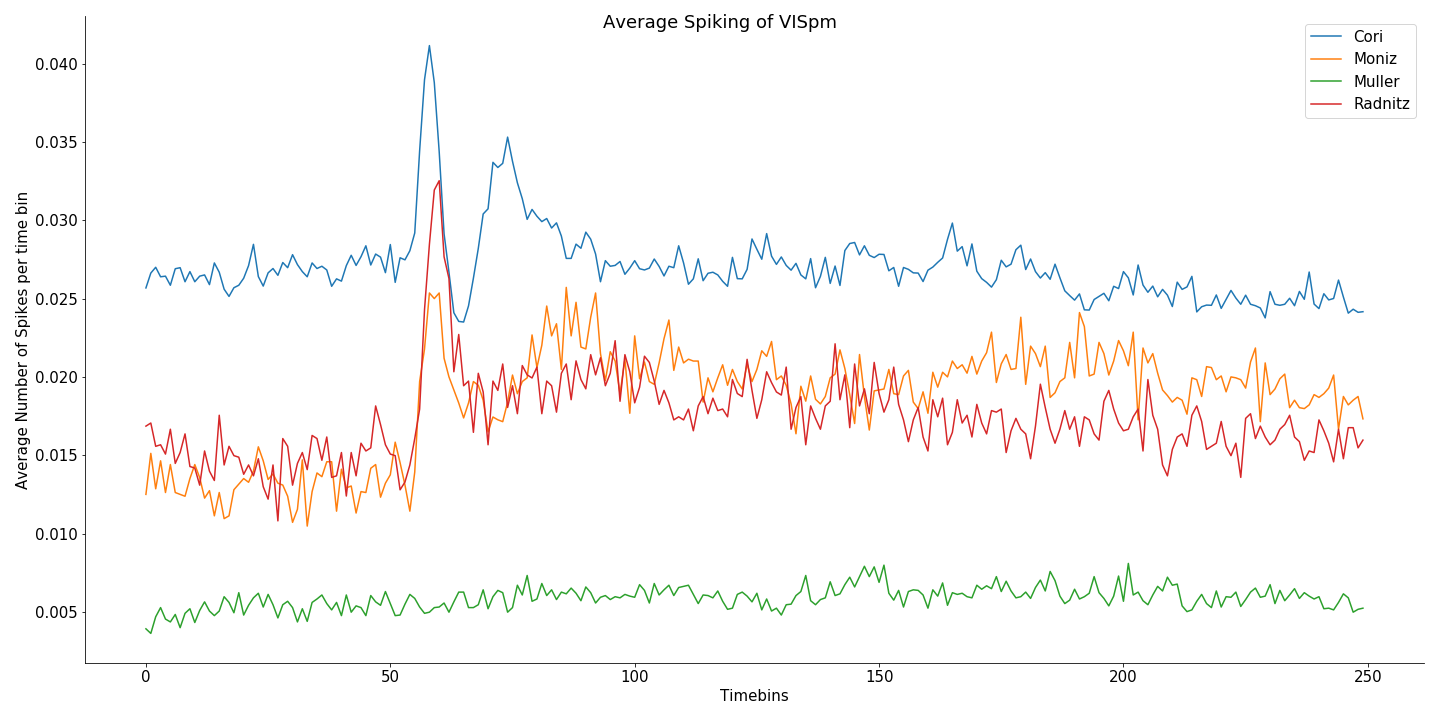 Average Spiking of VISpm
Cori
Moniz
Muller
Radnitz
Average Number of Spikes per time bin
0.040
0.035
0.030
0.025
0.020
0.015
0.010
0.005
0 50 100 150 200 250
Timebins